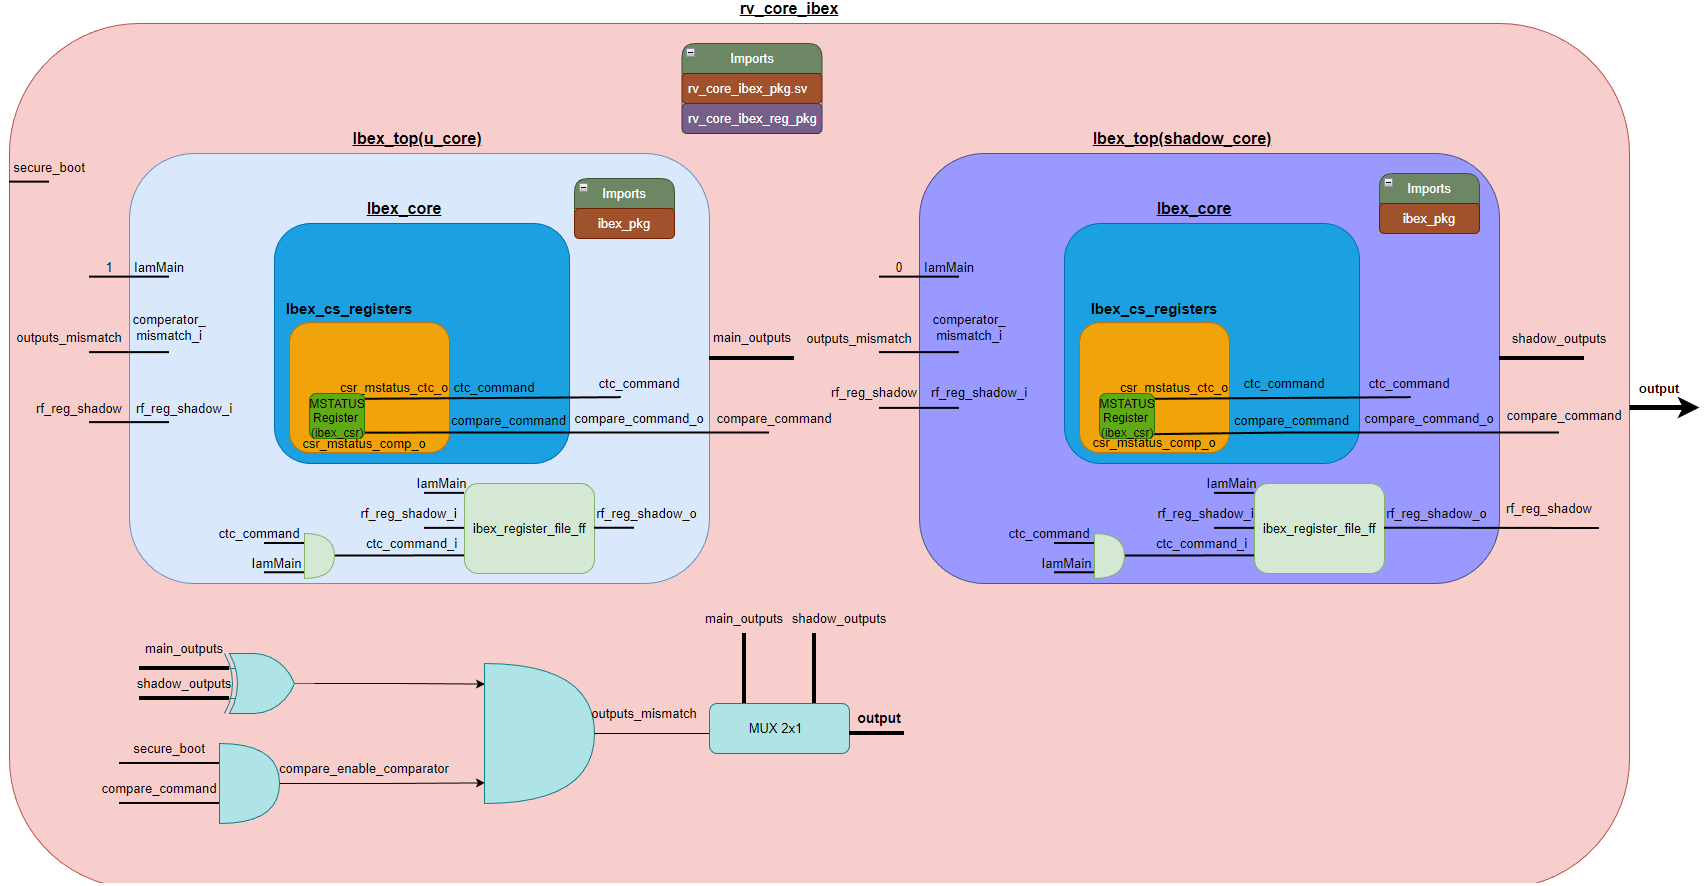 rv_core_ibex
Imports
rv_core_ibex_pkg.sv
rv_core_ibex_reg_pkg
secure_boot
Ibex_top(u_core)
Imports
ibex_pkg
Ibex_core
1
IamMain
Ibex_cs_registers
outputs_mismatch
comperator_
mismatch_i
main_outputs
csr_mstatus_ctc_o
ctc_command
ctc_command
MSTATUS
Register
(ibex_csr)
rf_reg_shadow
rf_reg_shadow_i
compare_command
compare_command_o
compare_command
csr_mstatus_comp_o
IamMain
rf_reg_shadow_i
ibex_register_file_ff
rf_reg_shadow_o
ctc_command
ctc_command_i
IamMain
Ibex_top(shadow_core)
Imports
ibex_pkg
Ibex_core
0
IamMain
Ibex_cs_registers
outputs_mismatch
comperator_
mismatch_i
shadow_outputs
csr_mstatus_ctc_o
ctc_command
ctc_command
MSTATUS
Register
(ibex_csr)
rf_reg_shadow
rf_reg_shadow_i
compare_command
compare_command_o
compare_command
csr_mstatus_comp_o
IamMain
rf_reg_shadow_i
ibex_register_file_ff
rf_reg_shadow_o
rf_reg_shadow
ctc_command
ctc_command_i
IamMain
output
main_outputs
shadow_outputs
secure_boot
compare_command
compare_enable_comparator
outputs_mismatch
main_outputs
shadow_outputs
MUX 2x1
output